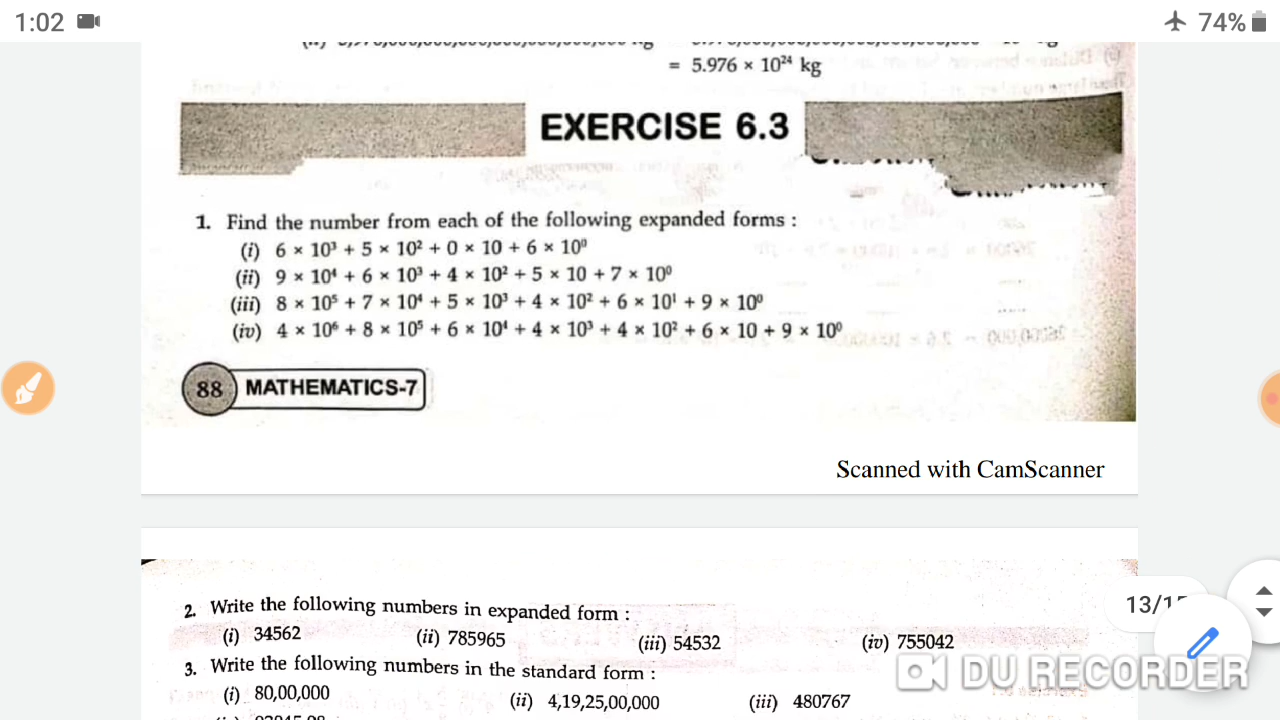 1:02
74%
= 5.976 × 10²⁴ kg
EXERCISE 6.3
1. Find the number from each of the following expanded forms :
(i) 6 × 10³ + 5 × 10² + 0 × 10 + 6 × 10⁰
(ii) 9 × 10⁴ + 6 × 10³ + 4 × 10² + 5 × 10 + 7 × 10⁰
(iii) 8 × 10⁵ + 7 × 10⁴ + 5 × 10³ + 4 × 10² + 6 × 10¹ + 9 × 10⁰
(iv) 4 × 10⁶ + 8 × 10⁵ + 6 × 10⁴ + 4 × 10³ + 4 × 10² + 6 × 10 + 9 × 10⁰
88 MATHEMATICS-7
Scanned with CamScanner
13/15
2. Write the following numbers in expanded form :
(i) 34562 (ii) 785965 (iii) 54532 (iv) 755042
DU RECORDER
3. Write the following numbers in the standard form :
(i) 80,00,000 (ii) 4,19,25,00,000 (iii) 480767